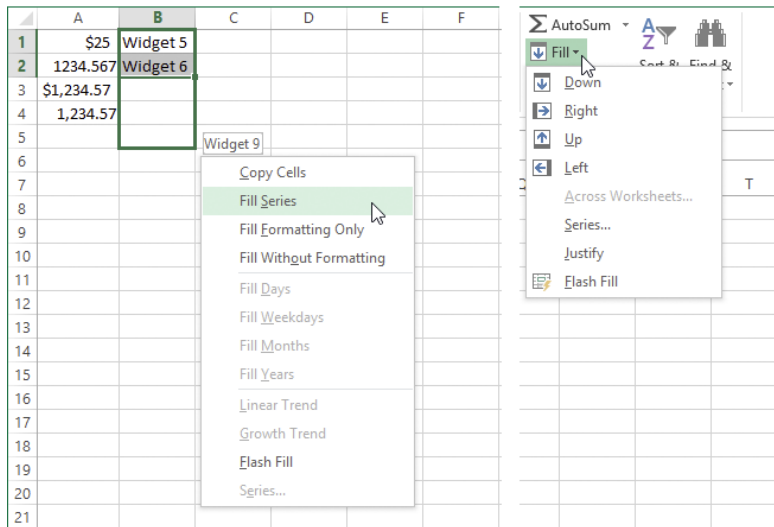 A B C D E F
1 $25 Widget 5
2 1234.567 Widget 6
3 $1,234.57
4 1,234.57
5
Widget 9
6
7
8
9
10
11
12
13
14
15
16
17
18
19
20
21
Copy Cells
Fill Series
Fill Formatting Only
Fill Without Formatting
Fill Days
Fill Weekdays
Fill Months
Fill Years
Linear Trend
Growth Trend
Flash Fill
Series...
AutoSum
A
Z
Fill
Sort & Find &
Down
Right
Up
Left
Across Worksheets...
Series...
Justify
Flash Fill
T